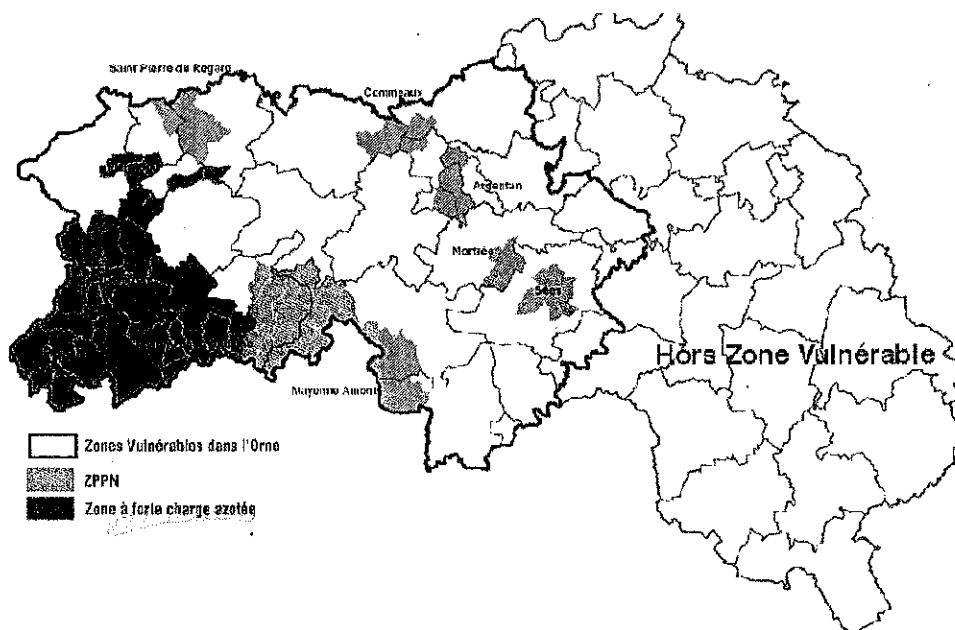 Saint Pierre du Regard
Commeaux
Argentan
Mortrée
Sées
Hors Zone Vulnérable
Mayenne Amont
Zones Vulnérables dans l'Orne
ZPPN
Zone à forte charge azotée